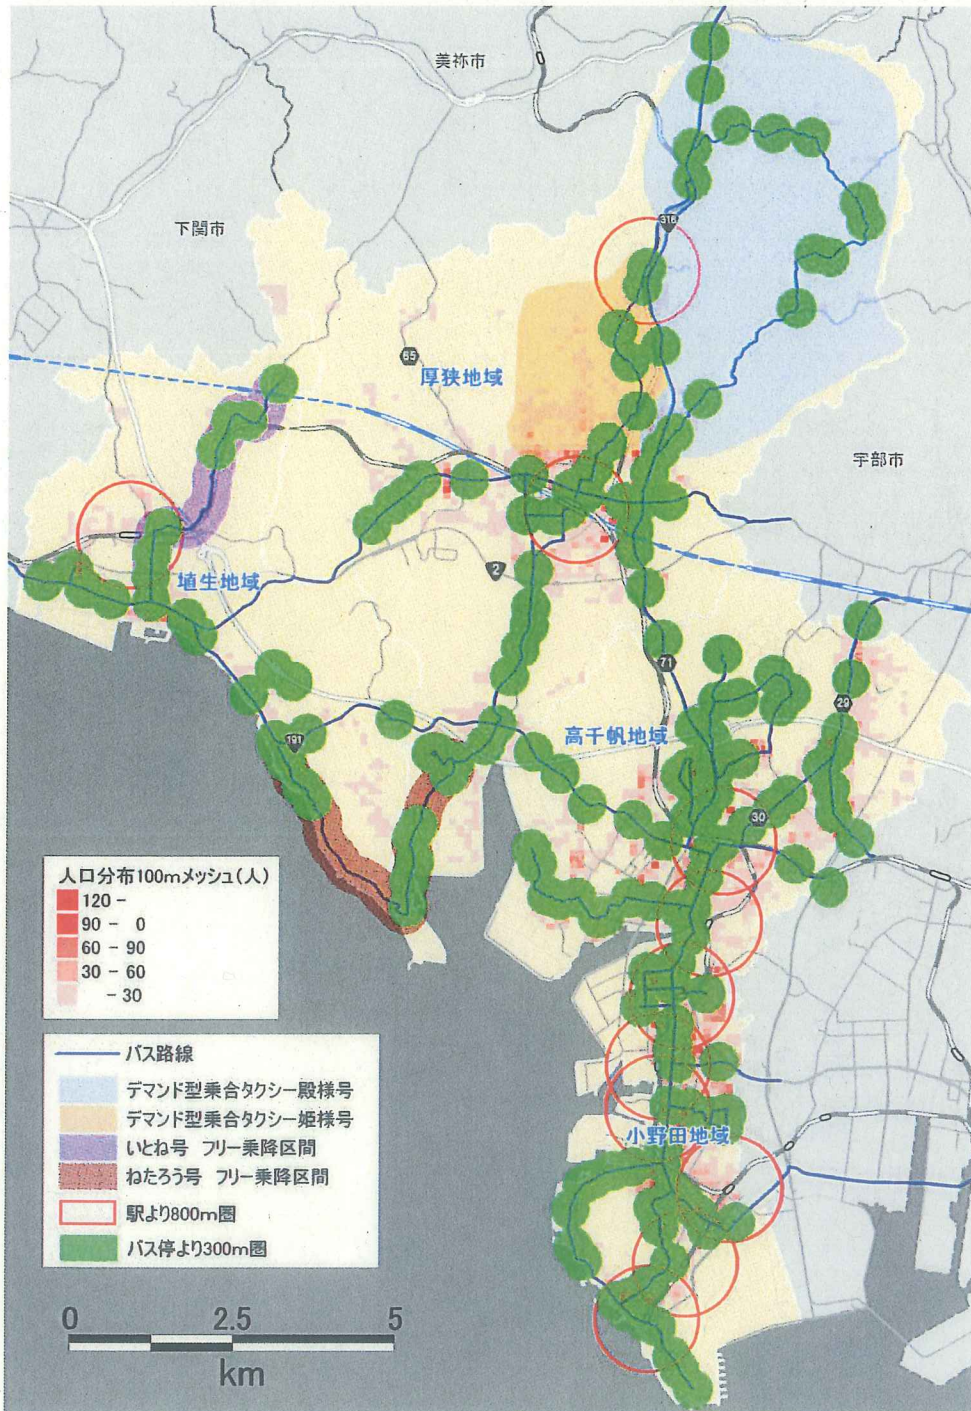 美祢市
下関市
316
65
厚狭地域
宇部市
2
埴生地域
71
29
高千帆地域
191
30
人口分布100mメッシュ(人)
120 -
90 - 0
60 - 90
30 - 60
- 30
バス路線
デマンド型乗合タクシー殿様号
デマンド型乗合タクシー姫様号
いとね号 フリー乗降区間
ねたろう号 フリー乗降区間
駅より800m圏
バス停より300m圏
小野田地域
0 2.5 5
km